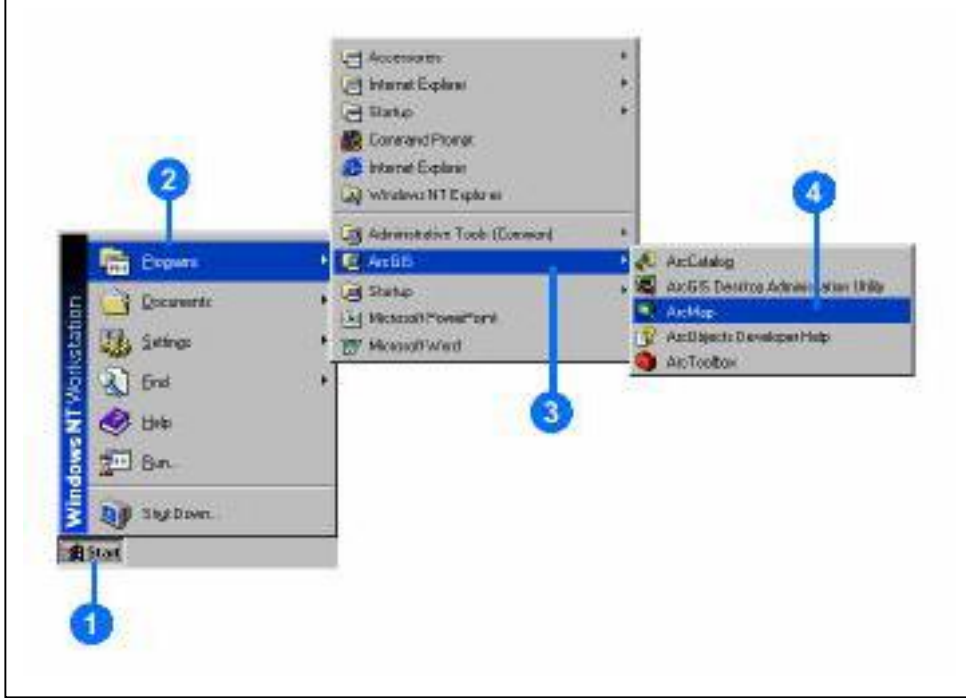 Accessories
Internet Explorer
Startup
Command Prompt
Internet Explorer
Windows NT Explorer
Administrative Tools (Common)
ArcGIS
Startup
Microsoft PowerPoint
Microsoft Word
2
4
ArcCatalog
ArcGIS Desktop Administration Utility
ArcMap
ArcObjects Developer Help
ArcToolbox
3
Windows NT Workstation
Programs
Documents
Settings
Find
Help
Run...
Shut Down...
Start
1